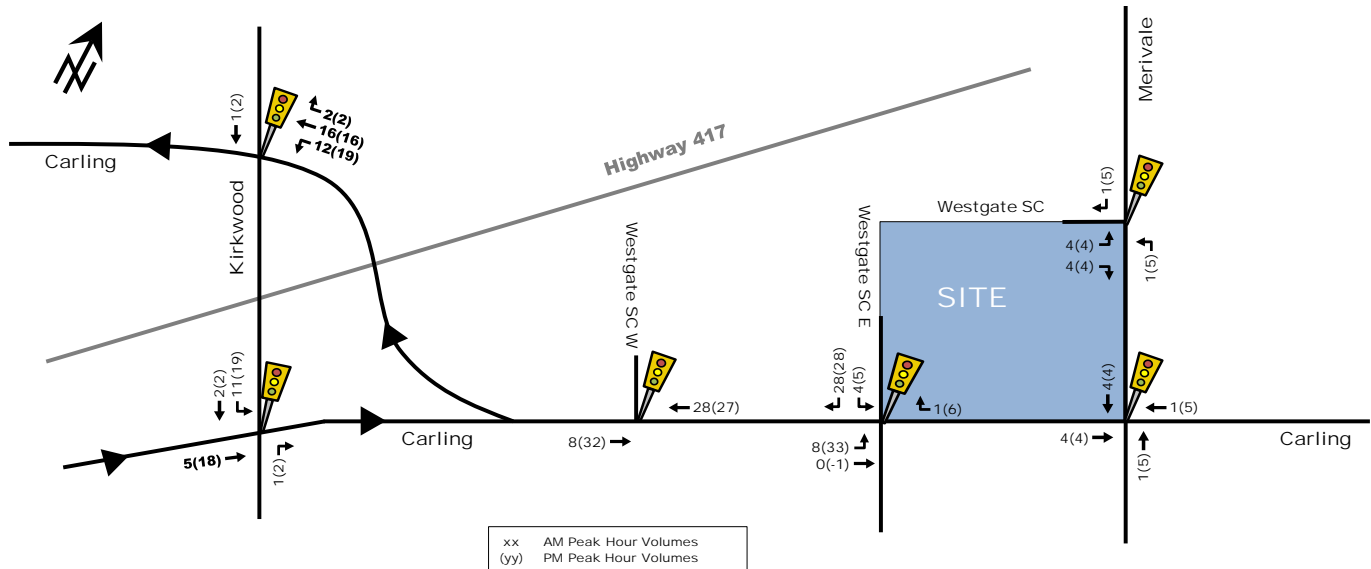 Merivale
1(2)
2(2)
16(16)
12(19)
Carling
Highway 417
Kirkwood
Westgate SC
1(5)
4(4)
4(4)
1(5)
Westgate SC W
Westgate SC E
SITE
2(2)
11(19)
28(28)
4(5)
4(4)
28(27)
1(6)
1(5)
Carling
Carling
8(32)
8(33)
0(-1)
4(4)
1(5)
5(18)
1(2)
xx AM Peak Hour Volumes
(yy) PM Peak Hour Volumes